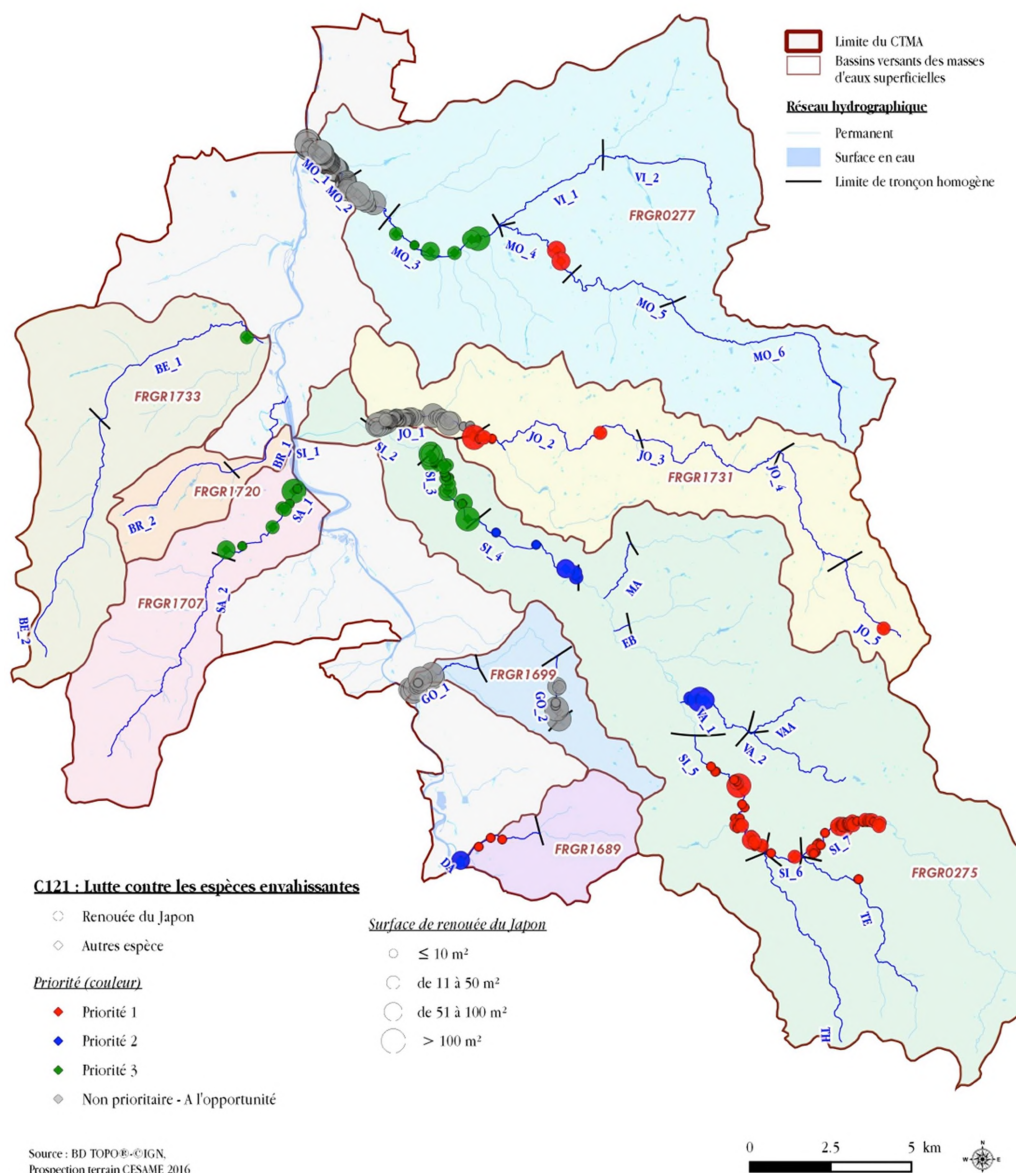 Limite du CTMA
Bassins versants des masses
d'eaux superficielles
Réseau hydrographique
Permanent
Surface en eau
Limite de tronçon homogène
MO_1
MO_2
VI_1
VI_2
FRGR0277
MO_3
MO_4
MO_5
MO_6
BE_1
FRGR1733
JO_1
SI_2
JO_2
JO_3
JO_4
FRGR1731
BR_1
SI_1
SI_3
FRGR1720
BR_2
SA_1
SI_4
FRGR1707
SA_2
MA
BE_2
EB
JO_5
FRGR1699
GO_1
GO_2
VA_1
VAA
VA_2
SI_5
FRGR1689
DA
SI_7
SI_6
FRGR0275
TE
TH
C121 : Lutte contre les espèces envahissantes
Renouée du Japon
Autres espèce
Priorité (couleur)
Priorité 1
Priorité 2
Priorité 3
Non prioritaire - A l'opportunité
Surface de renouée du Japon
≤ 10 m²
de 11 à 50 m²
de 51 à 100 m²
> 100 m²
Source : BD TOPO®-©IGN,
Prospection terrain CESAME 2016
0 2.5 5 km
N
W E
S